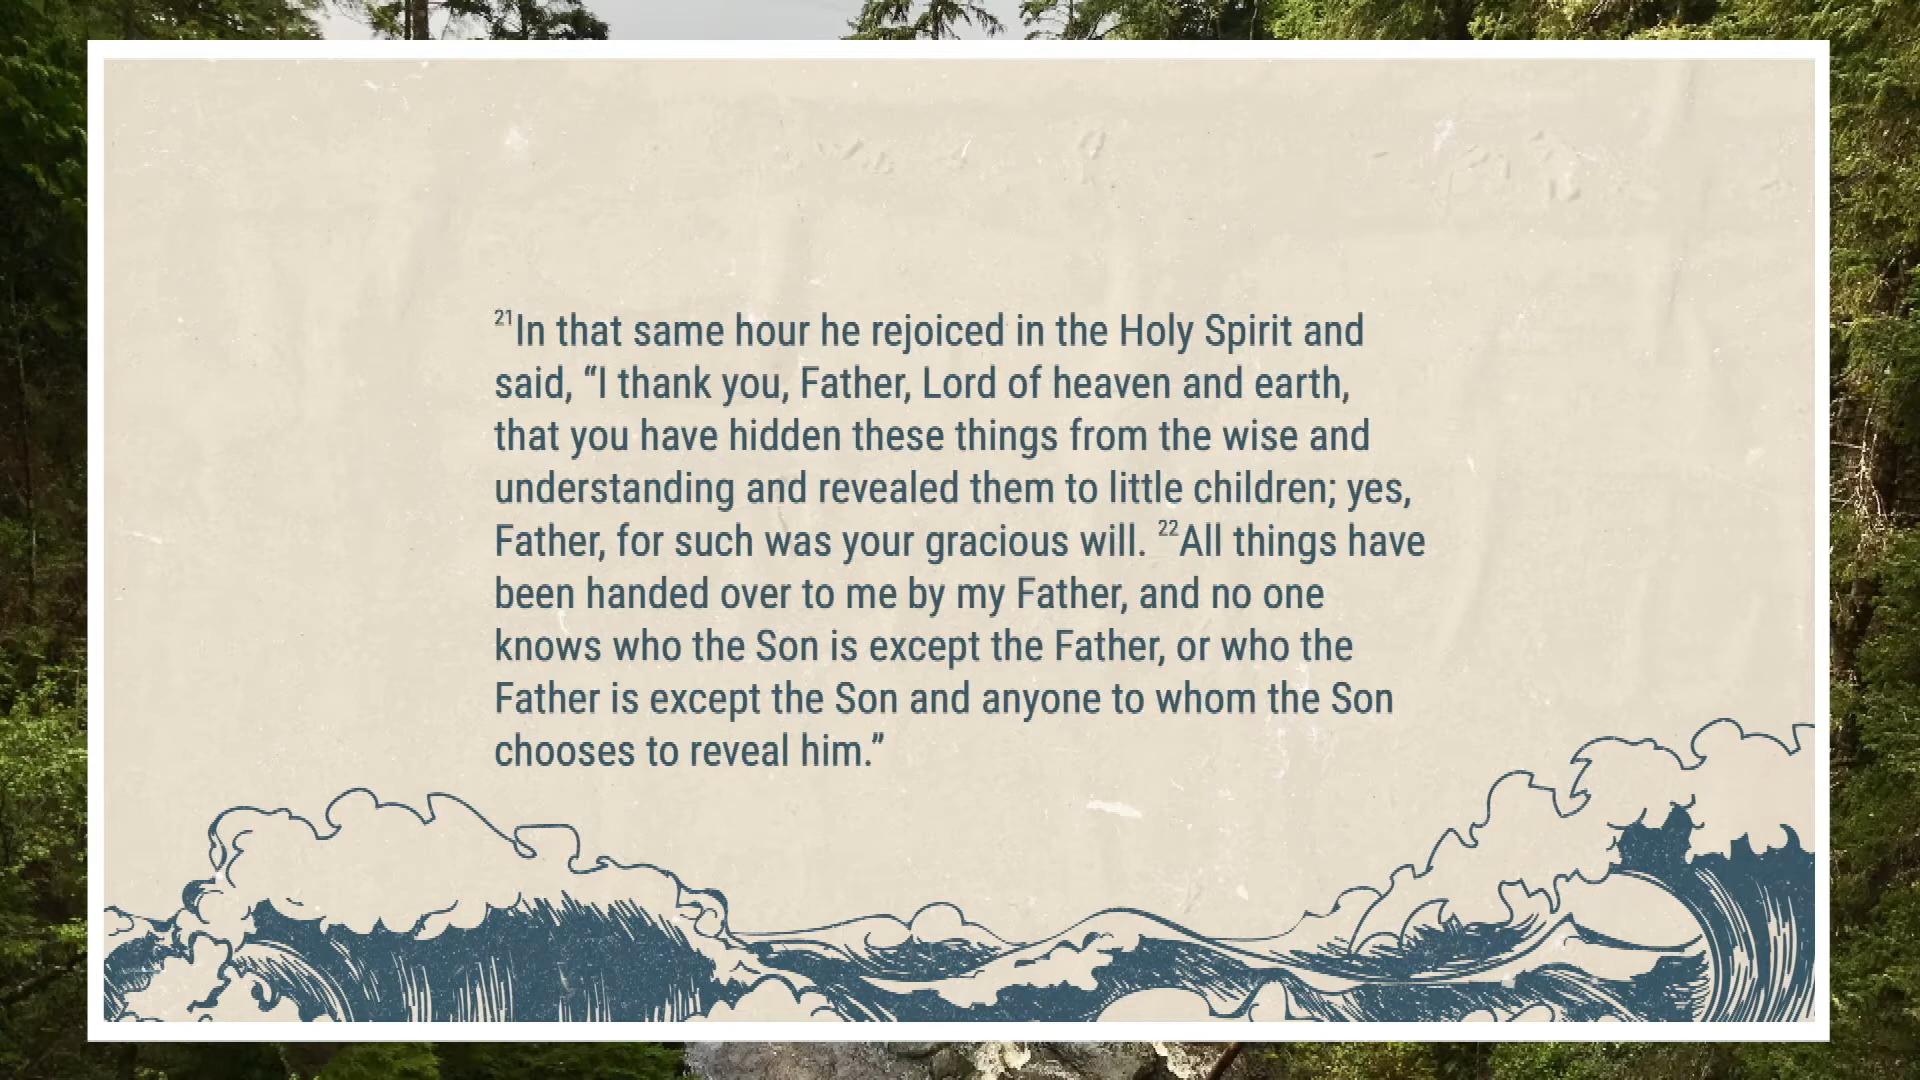 21In that same hour he rejoiced in the Holy Spirit and
said, “I thank you, Father, Lord of heaven and earth,
that you have hidden these things from the wise and
understanding and revealed them to little children; yes,
Father, for such was your gracious will. 22All things have
been handed over to me by my Father, and no one
knows who the Son is except the Father, or who the
Father is except the Son and anyone to whom the Son
chooses to reveal him.”